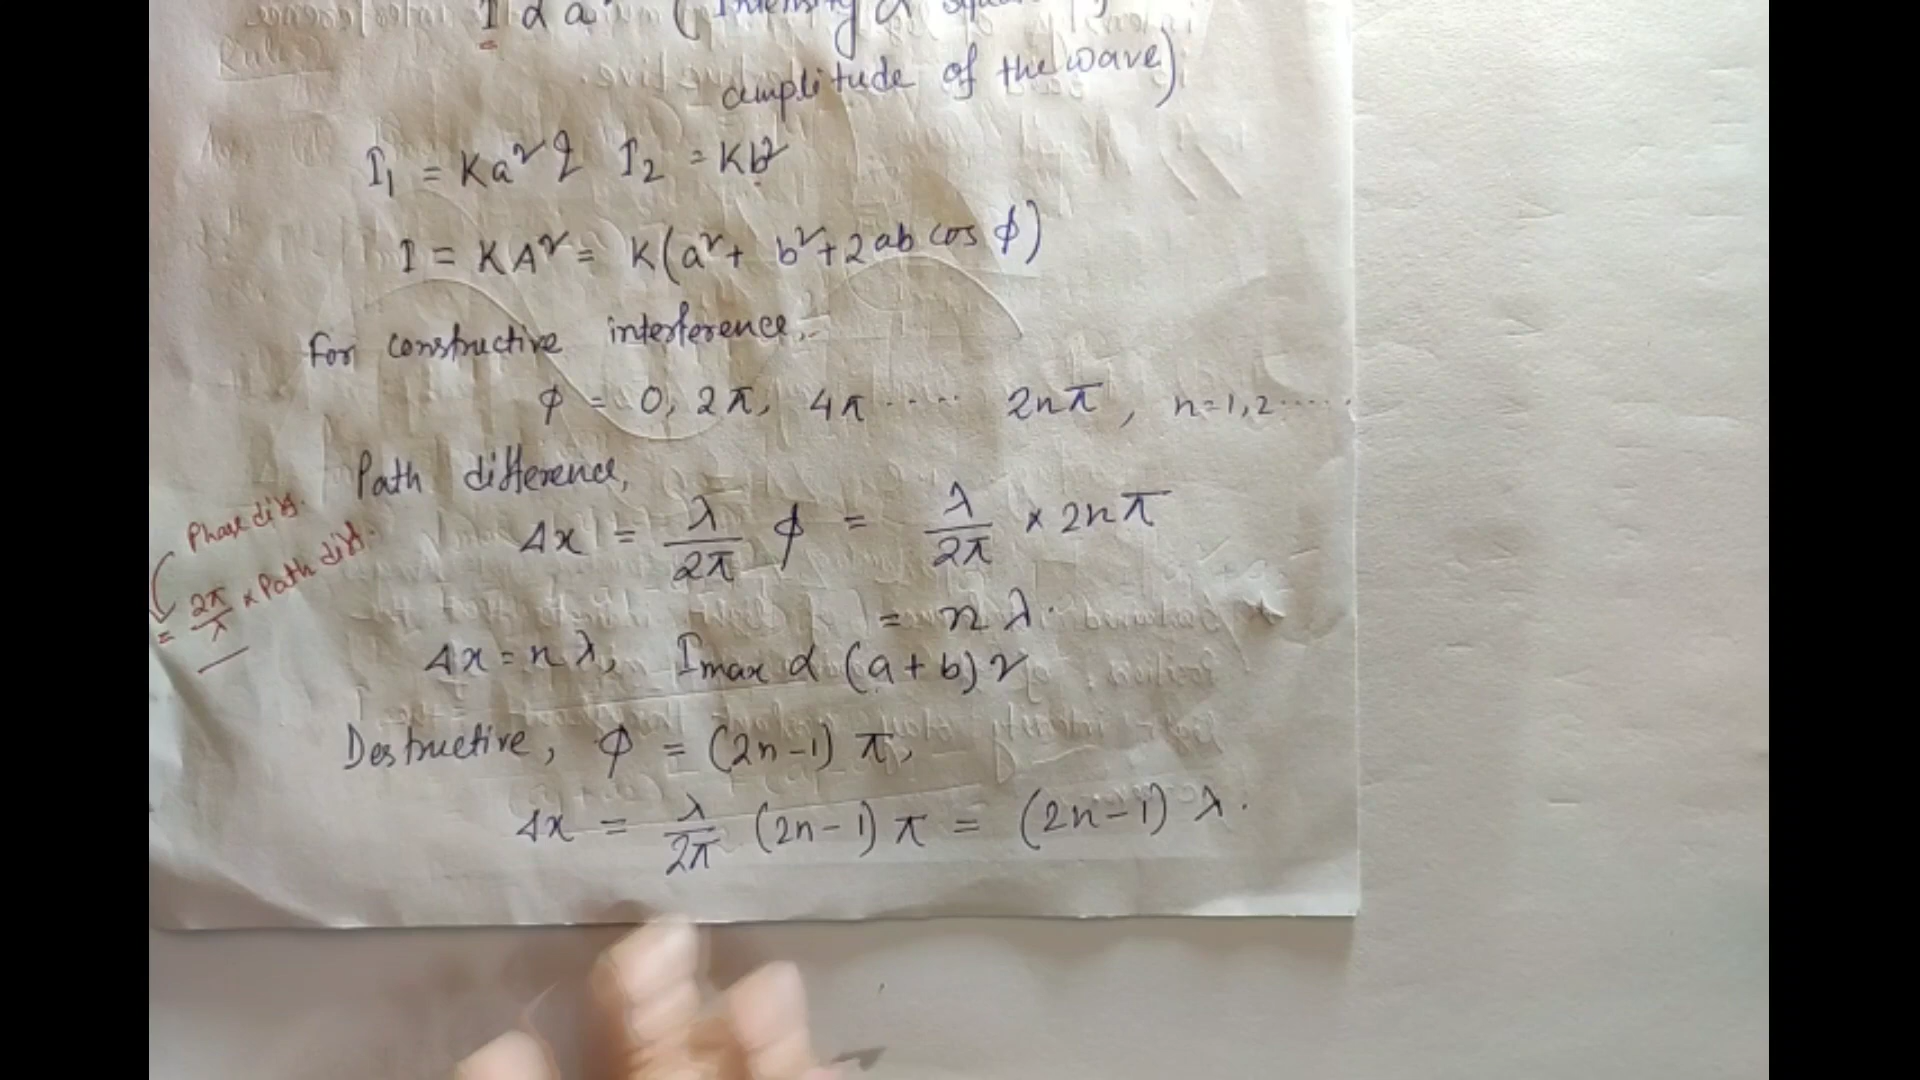 I α a² (Intensity α
amplitude of the wave)
I₁ = Ka² & I₂ = Kb²
I = KA² = K(a² + b² + 2ab cos ϕ)
For constructive interference,
ϕ = 0, 2π, 4π ..... 2nπ, n=1,2.....
Path difference,
Phase diff.
= 2π/λ × Path diff.
Δx = λ/2π ϕ = λ/2π × 2nπ
= nλ.
Δx = nλ, Imax α (a + b)²
Destructive, ϕ = (2n-1) π,
Δx = λ/2π (2n-1) π = (2n-1) λ.